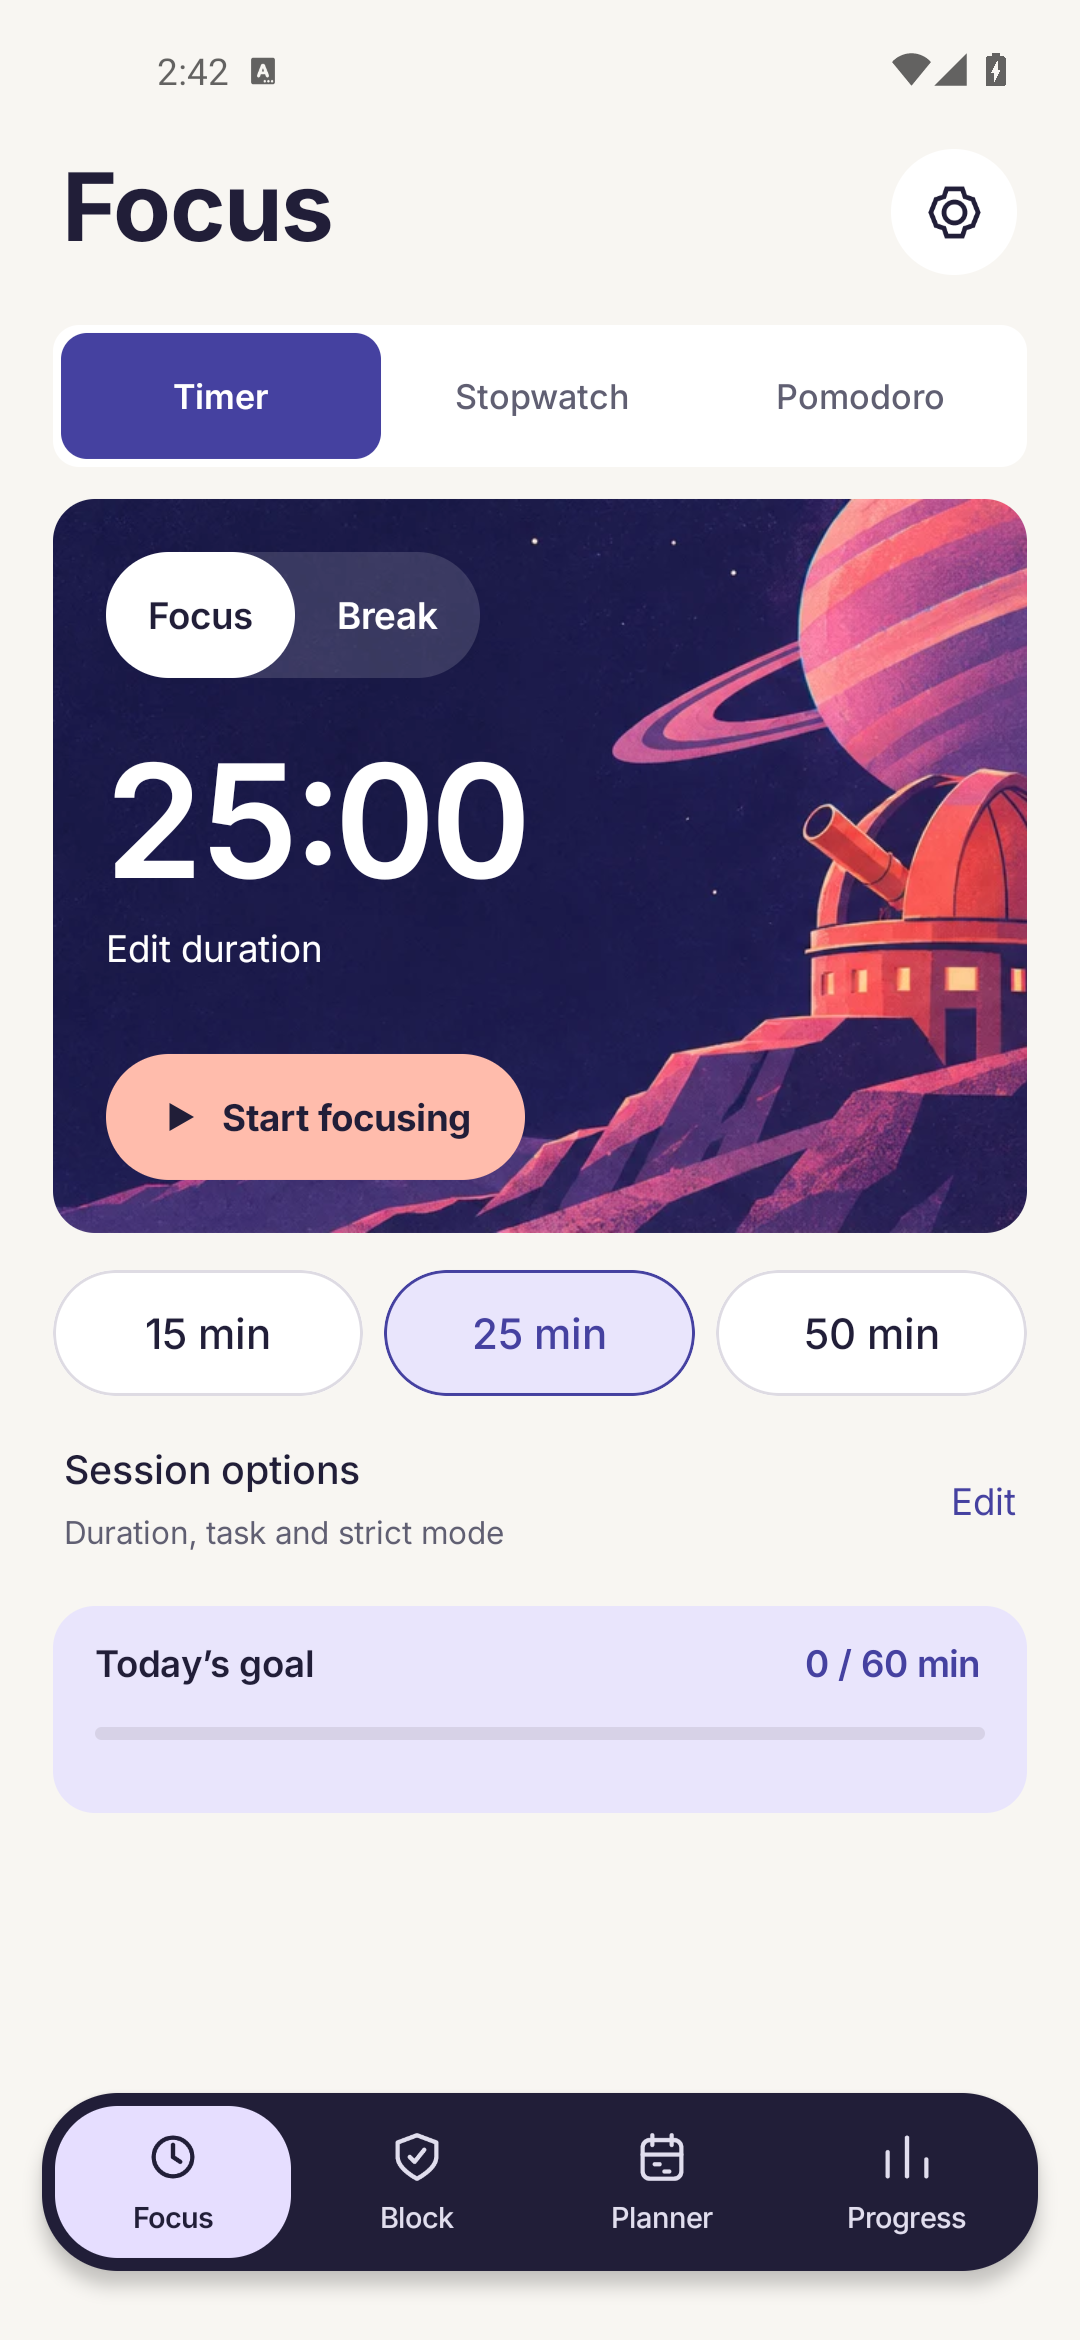 2:42
Focus
Timer
Stopwatch
Pomodoro
Focus
Break
25:00
Edit duration
Start focusing
15 min
25 min
50 min
Session options
Duration, task and strict mode
Edit
Today’s goal
0 / 60 min
Focus
Block
Planner
Progress